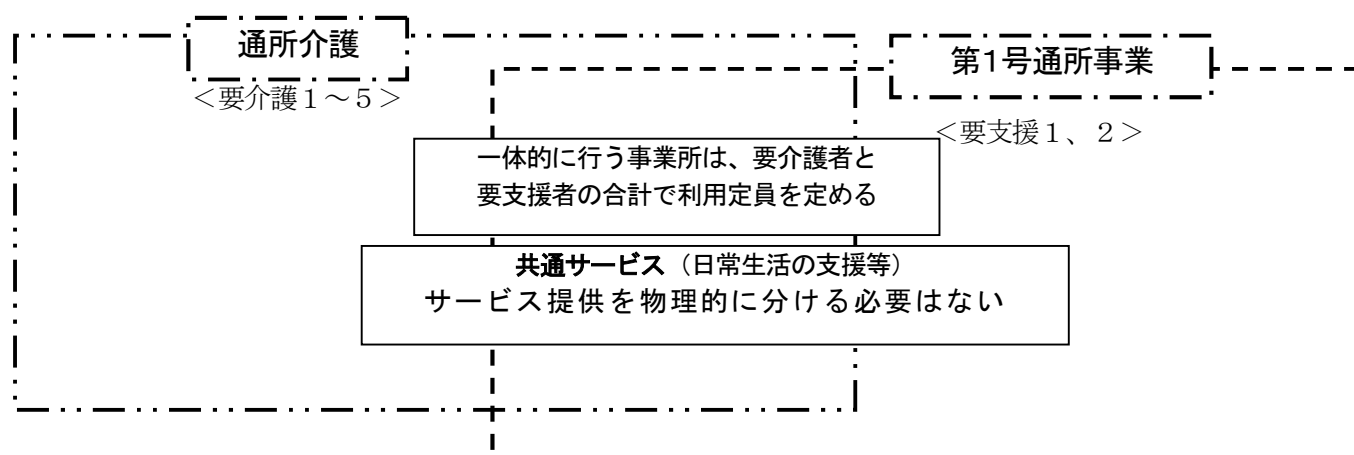 通所介護
＜要介護１～５＞
第1号通所事業
＜要支援１、２＞
一体的に行う事業所は、要介護者と
要支援者の合計で利用定員を定める
共通サービス（日常生活の支援等）
サービス提供を物理的に分ける必要はない